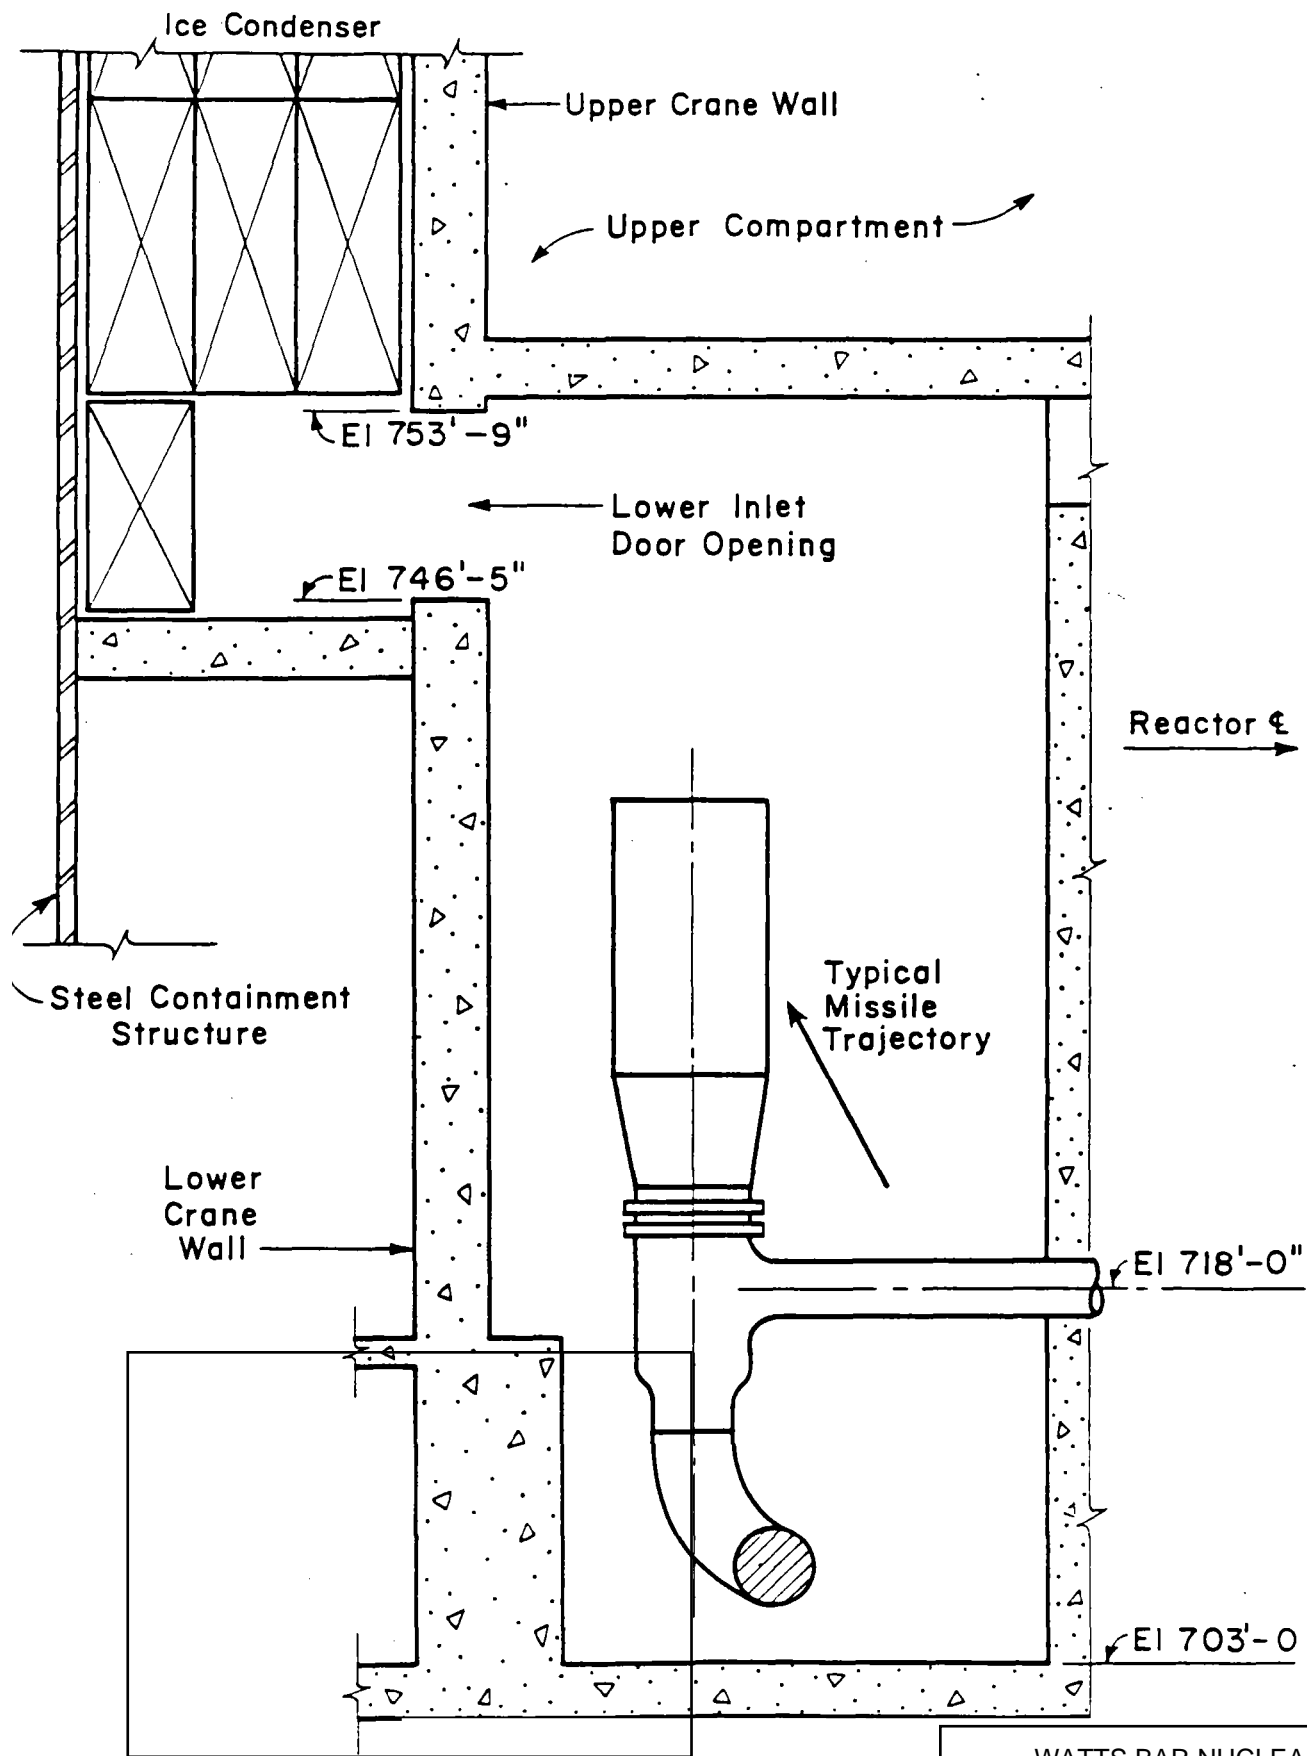 Ice Condenser
Upper Crane Wall
Upper Compartment
El 753'-9"
Lower Inlet
Door Opening
El 746'-5"
Reactor ℄
Typical
Missile
Trajectory
Steel Containment
Structure
Lower
Crane
Wall
El 718'-0"
El 703'-0
WATTS BAR